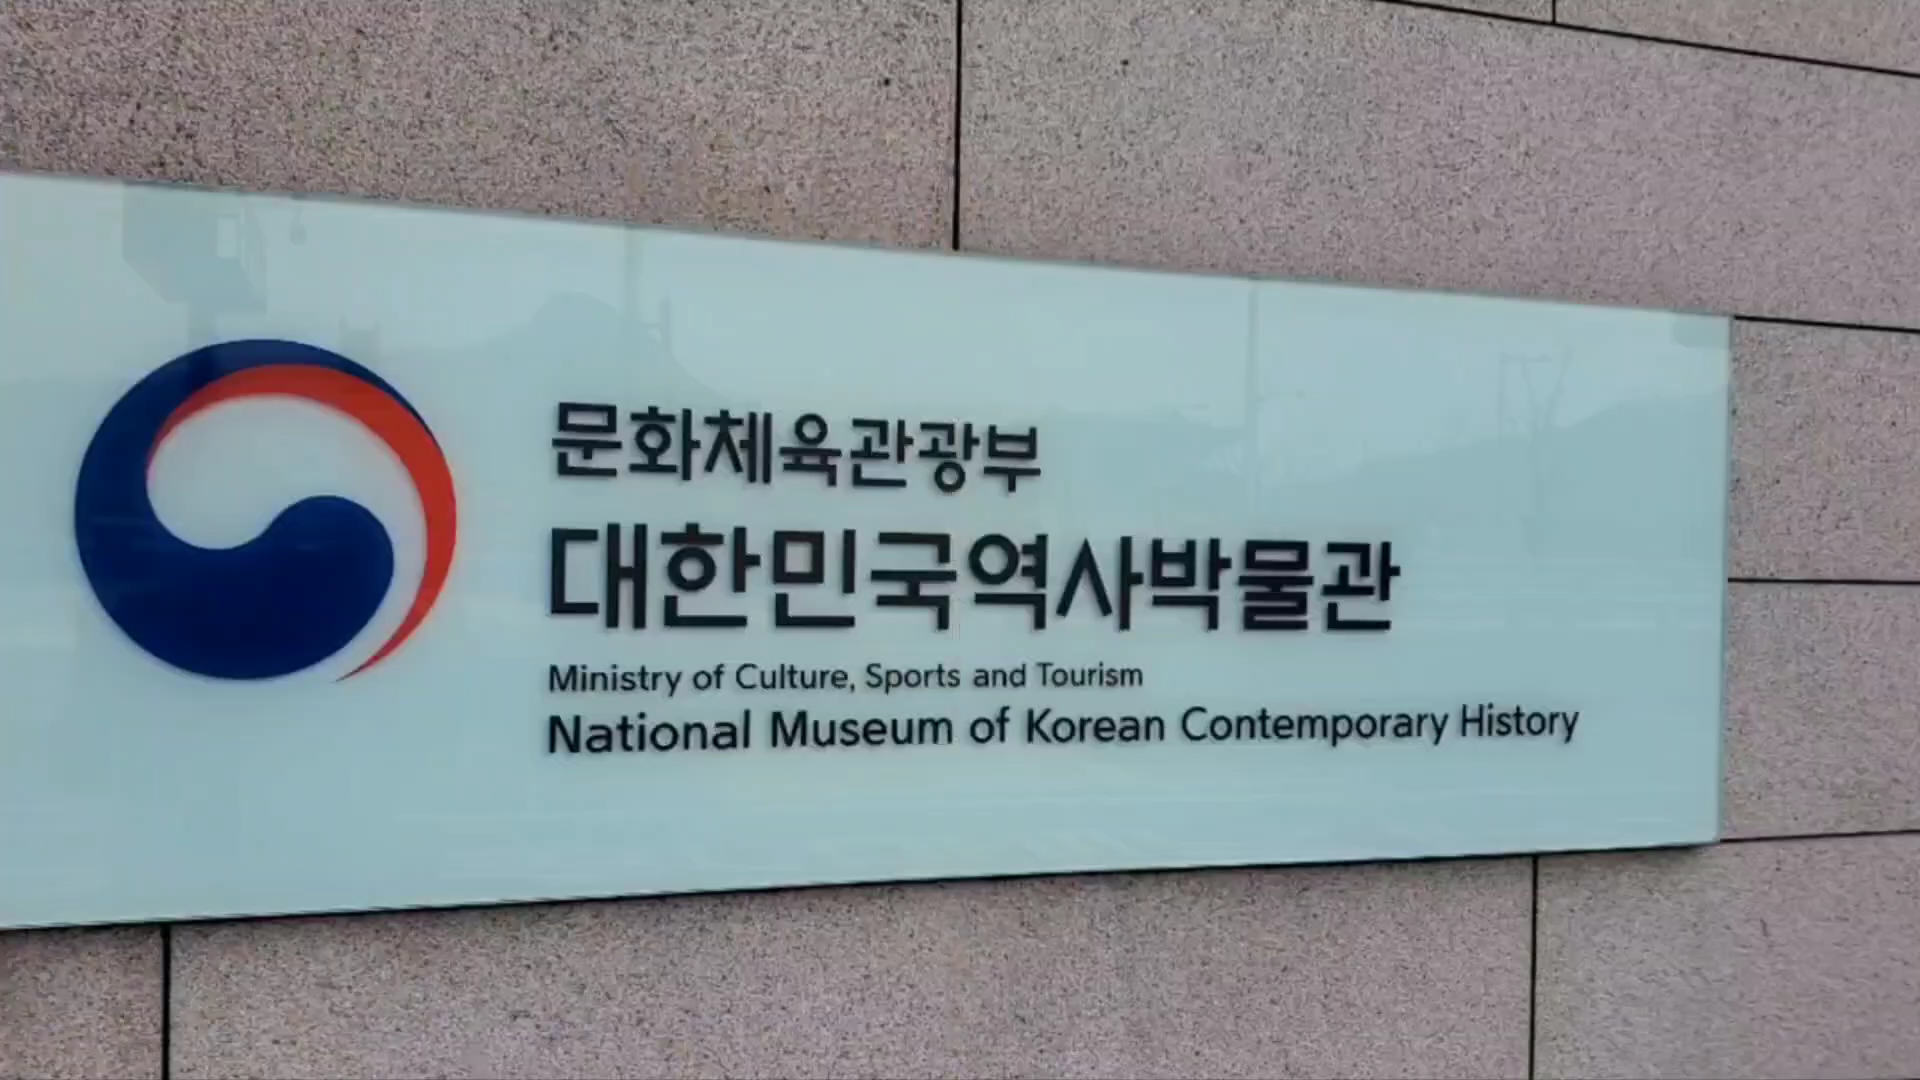 문화체육관광부
대한민국역사박물관
Ministry of Culture, Sports and Tourism
National Museum of Korean Contemporary History